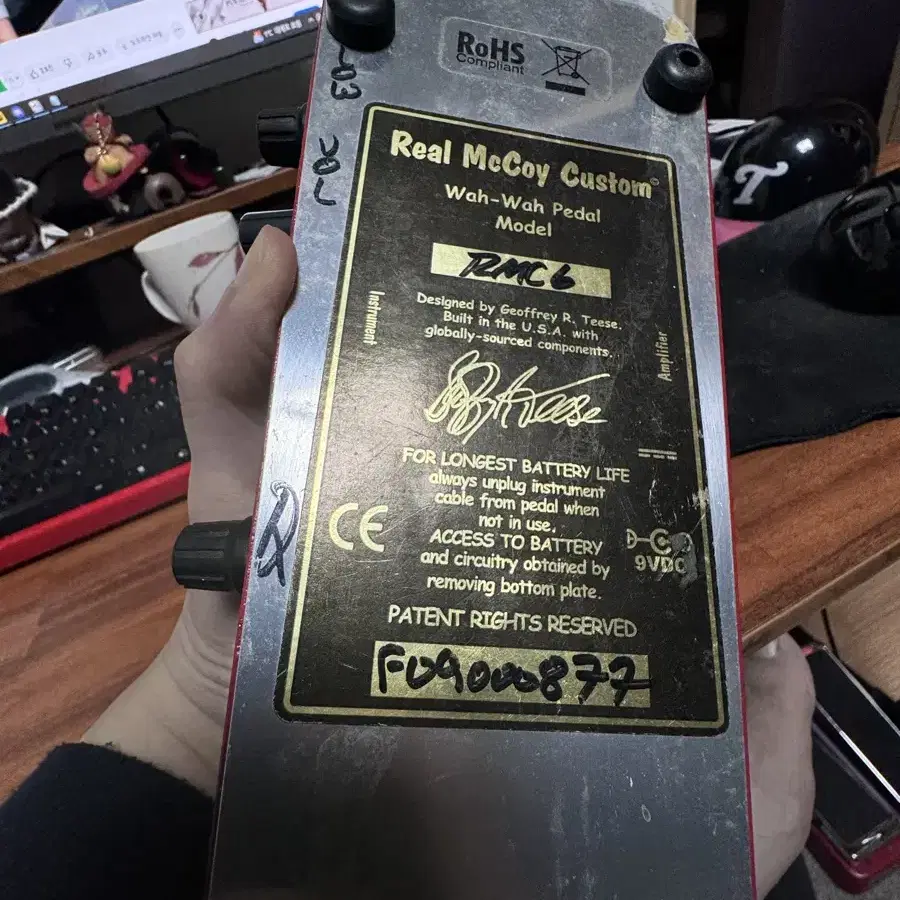 RoHS
Compliant
VOL
Real McCoy Custom©
Wah-Wah Pedal
Model
RMC6
Designed by Geoffrey R. Teese.
Built in the U.S.A. with
globally-sourced components.
Instrument
Amplifier
FOR LONGEST BATTERY LIFE
always unplug instrument
cable from pedal when
not in use.
ACCESS TO BATTERY
and circuitry obtained by
removing bottom plate.
CE
9VDC
Q
PATENT RIGHTS RESERVED
F09000877
T